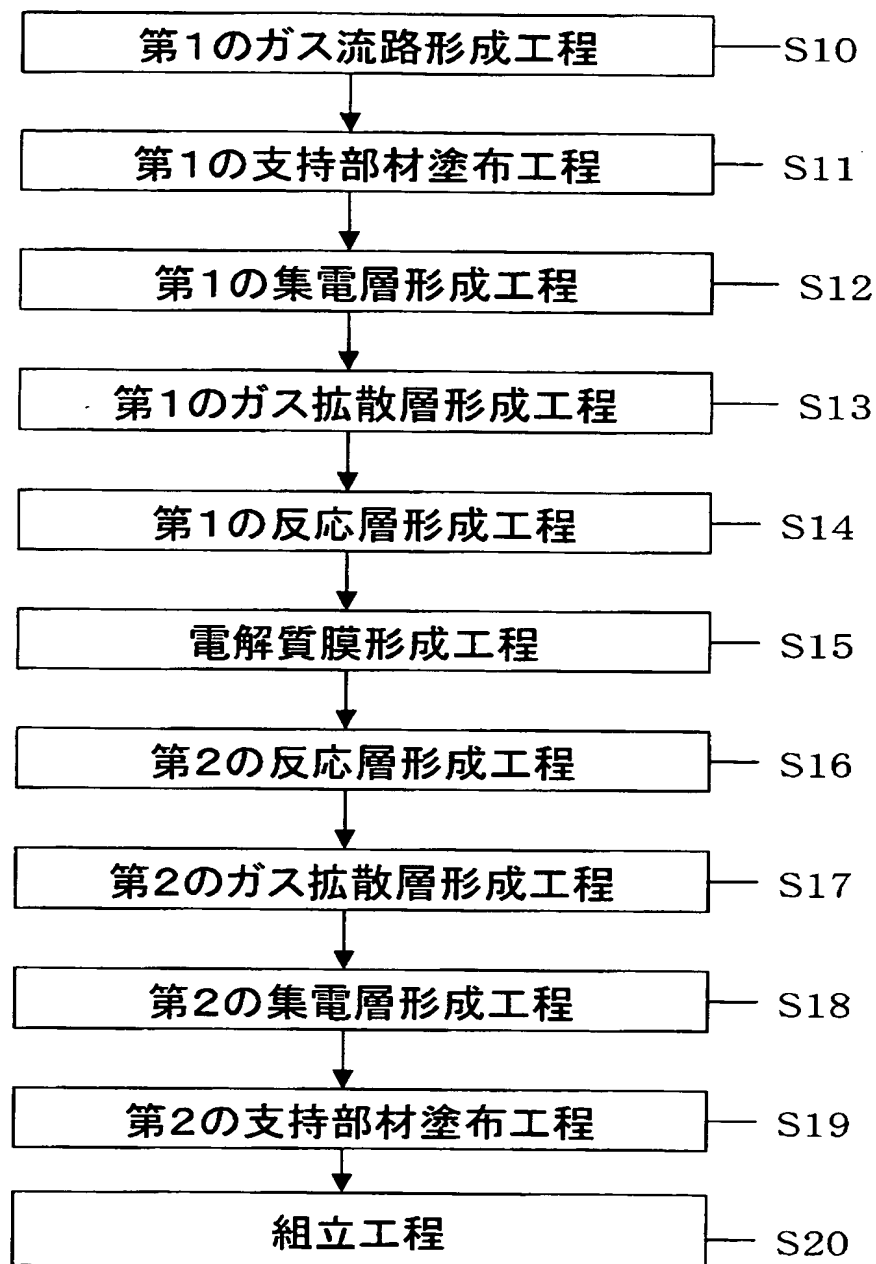 第1のガス流路形成工程 S10
第1の支持部材塗布工程 S11
第1の集電層形成工程 S12
第1のガス拡散層形成工程 S13
第1の反応層形成工程 S14
電解質膜形成工程 S15
第2の反応層形成工程 S16
第2のガス拡散層形成工程 S17
第2の集電層形成工程 S18
第2の支持部材塗布工程 S19
組立工程 S20